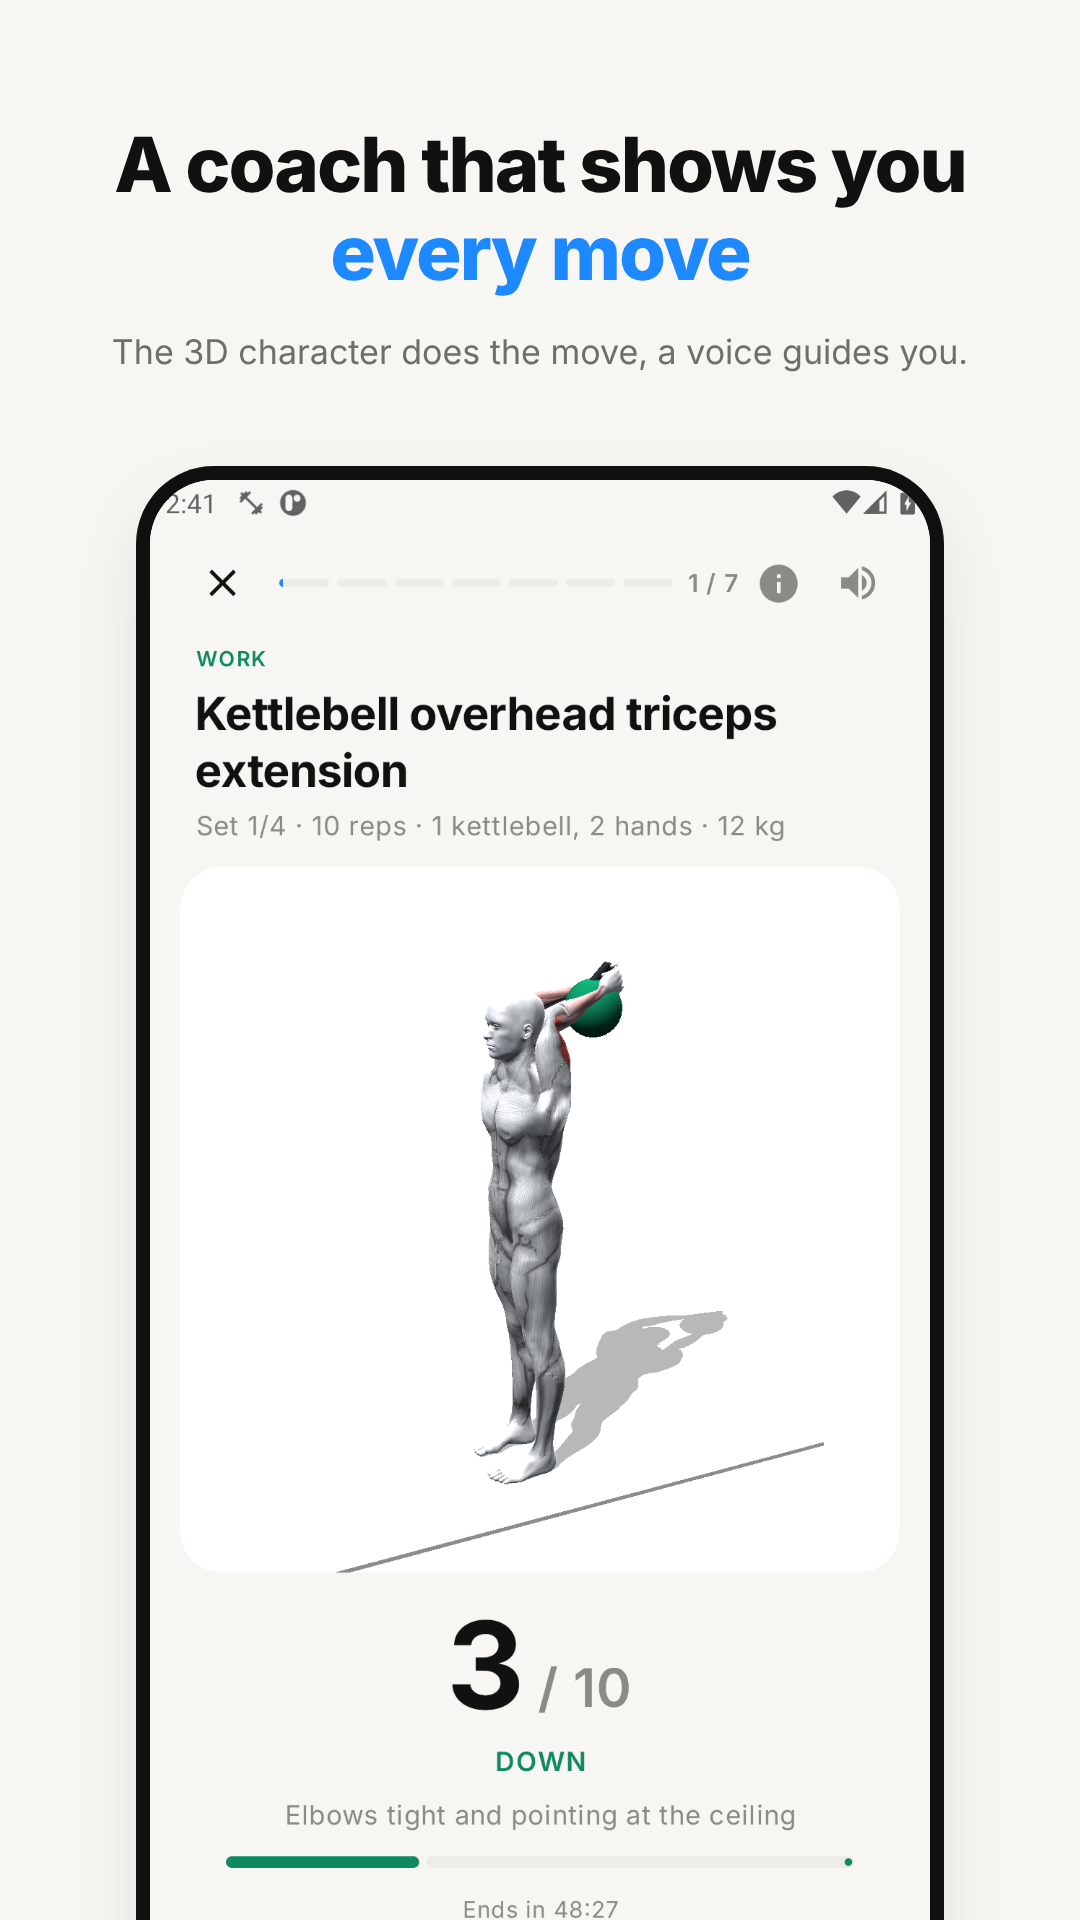 A coach that shows you
every move
The 3D character does the move, a voice guides you.
2:41
1 / 7
WORK
Kettlebell overhead triceps
extension
Set 1/4 · 10 reps · 1 kettlebell, 2 hands · 12 kg
3 / 10
DOWN
Elbows tight and pointing at the ceiling
Ends in 48:27